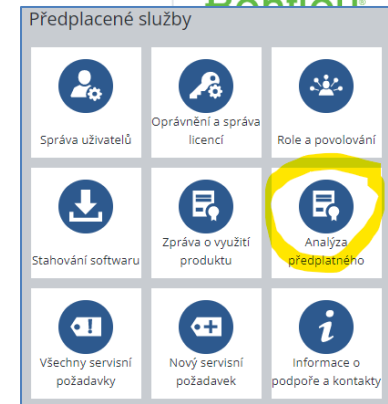 Předplacené služby
Správa uživatelů
Oprávnění a správa
licencí
Role a povolování
Stahování softwaru
Zpráva o využití
produktu
Analýza
předplatného
Všechny servisní
požadavky
Nový servisní
požadavek
Informace o
podpoře a kontakty